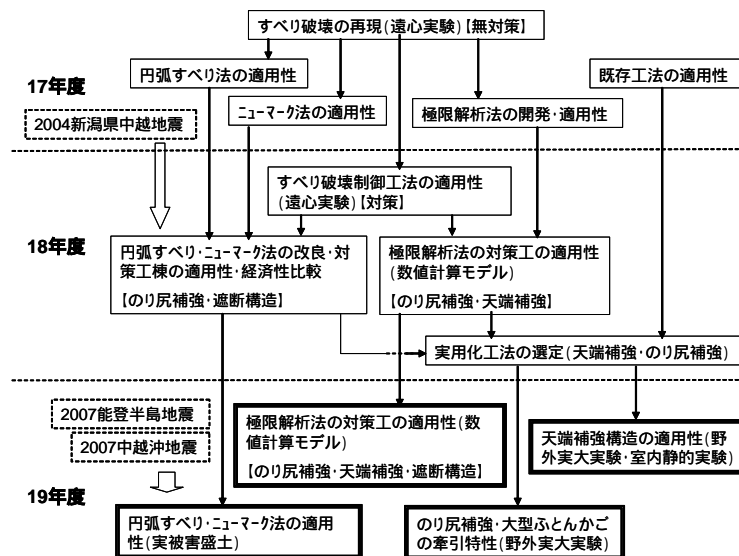 すべり破壊の再現(遠心実験)【無対策】
円弧すべり法の適用性
既存工法の適用性
17年度
ニューマーク法の適用性
極限解析法の開発・適用性
2004新潟県中越地震
すべり破壊制御工法の適用性
(遠心実験)【対策】
18年度
円弧すべり・ニューマーク法の改良・対
策工棟の適用性・経済性比較
【のり尻補強・遮断構造】
極限解析法の対策工の適用性
(数値計算モデル)
【のり尻補強・天端補強】
実用化工法の選定(天端補強・のり尻補強)
2007能登半島地震
2007中越沖地震
極限解析法の対策工の適用性(数
値計算モデル)
【のり尻補強・天端補強・遮断構造】
天端補強構造の適用性(野
外実大実験・室内静的実験)
19年度
円弧すべり・ニューマーク法の適用
性(実被害盛土)
のり尻補強・大型ふとんかご
の牽引特性(野外実大実験)